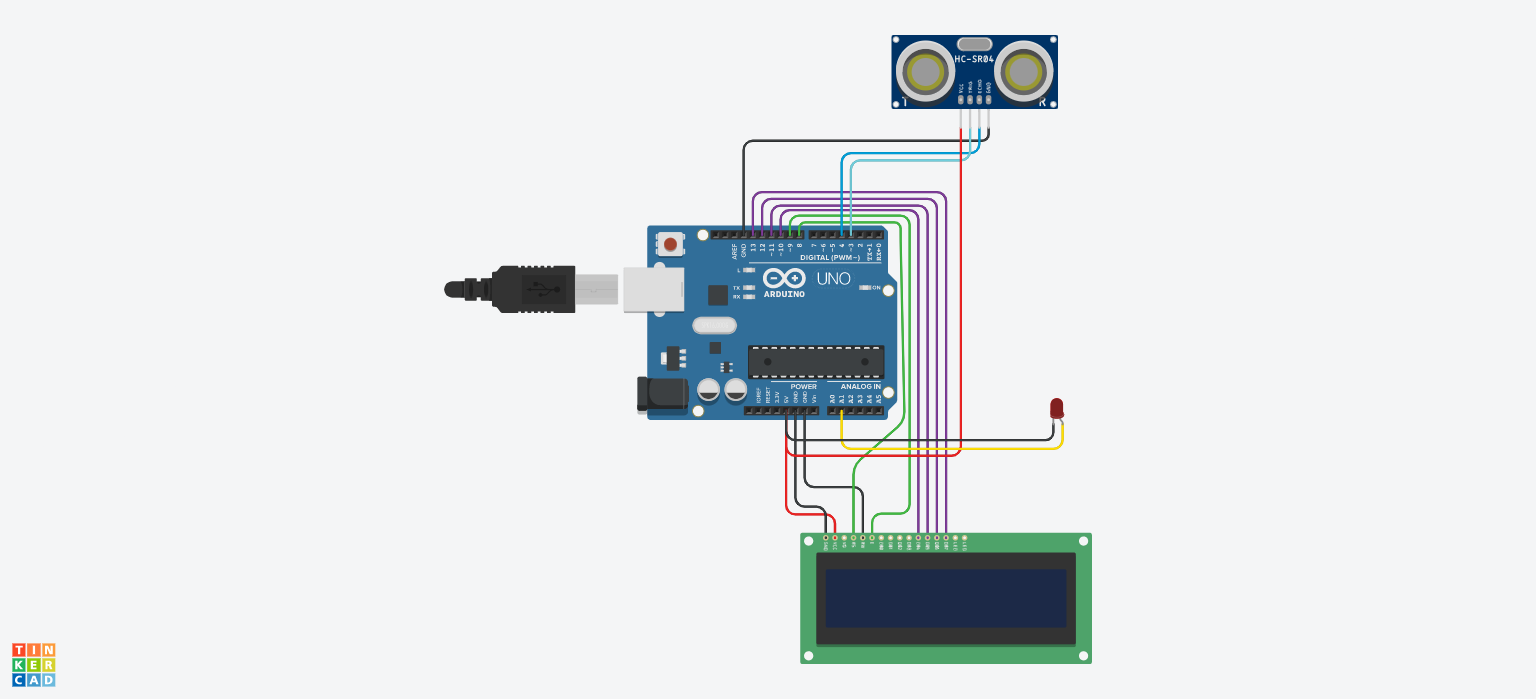 HC-SR04
VCC
TRIG
ECHO
GND
T R
AREF
GND
13
12
~11
~10
~9
8
7
~6
~5
4
~3
2
TX→1
RX←0
DIGITAL (PWM~)
L
TX
RX
UNO
ON
ARDUINO
POWER
ANALOG IN
IOREF
RESET
3.3V
5V
GND
GND
Vin
A0
A1
A2
A3
A4
A5
GND
VCC
TIN
KER
CAD